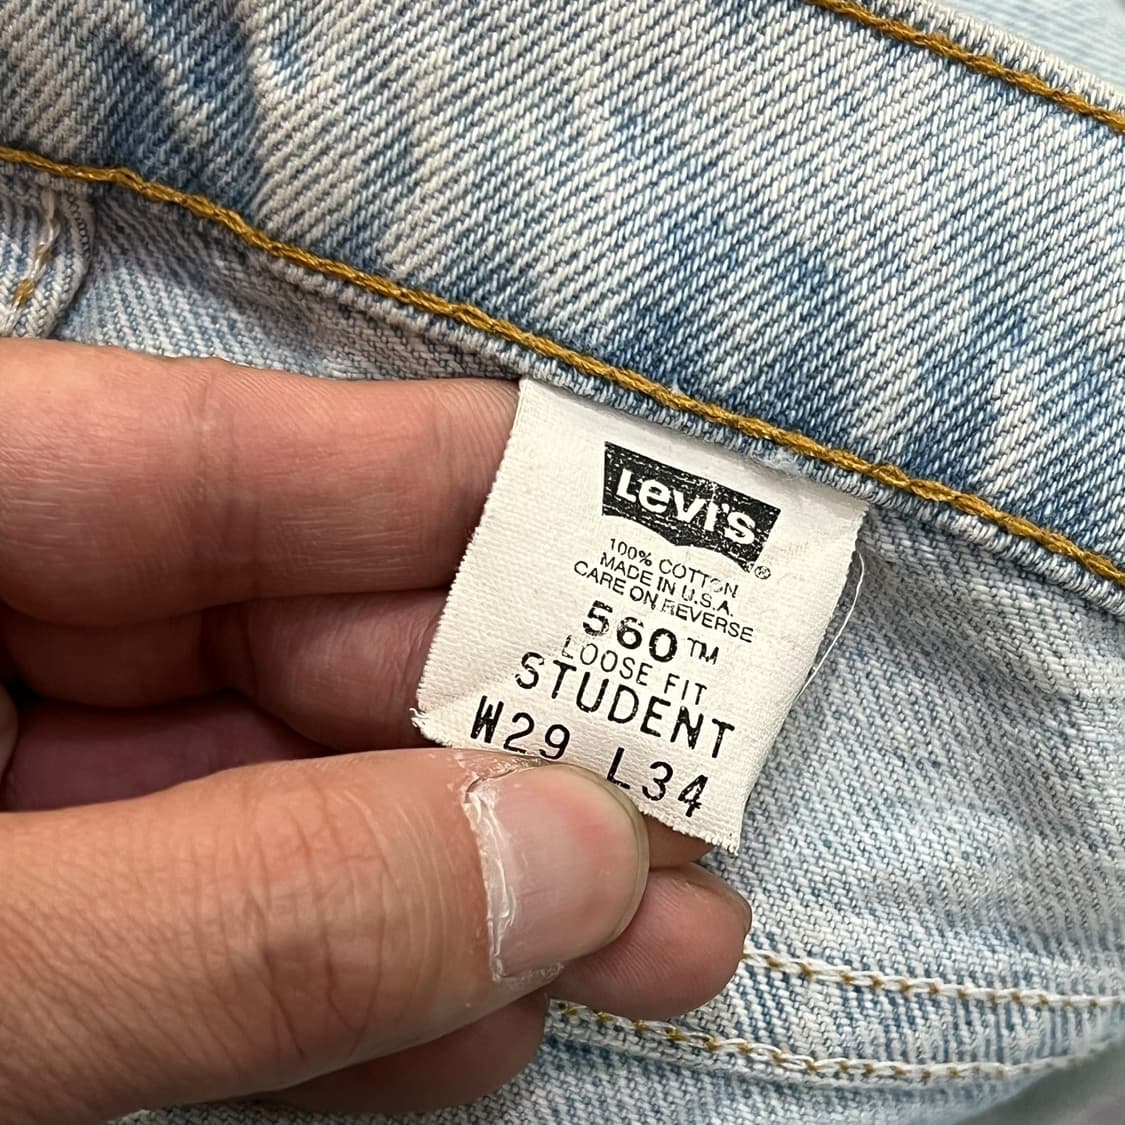 Levi's ®
100% COTTON
MADE IN U.S.A.
CARE ON REVERSE
560™
LOOSE FIT
STUDENT
W29 L34